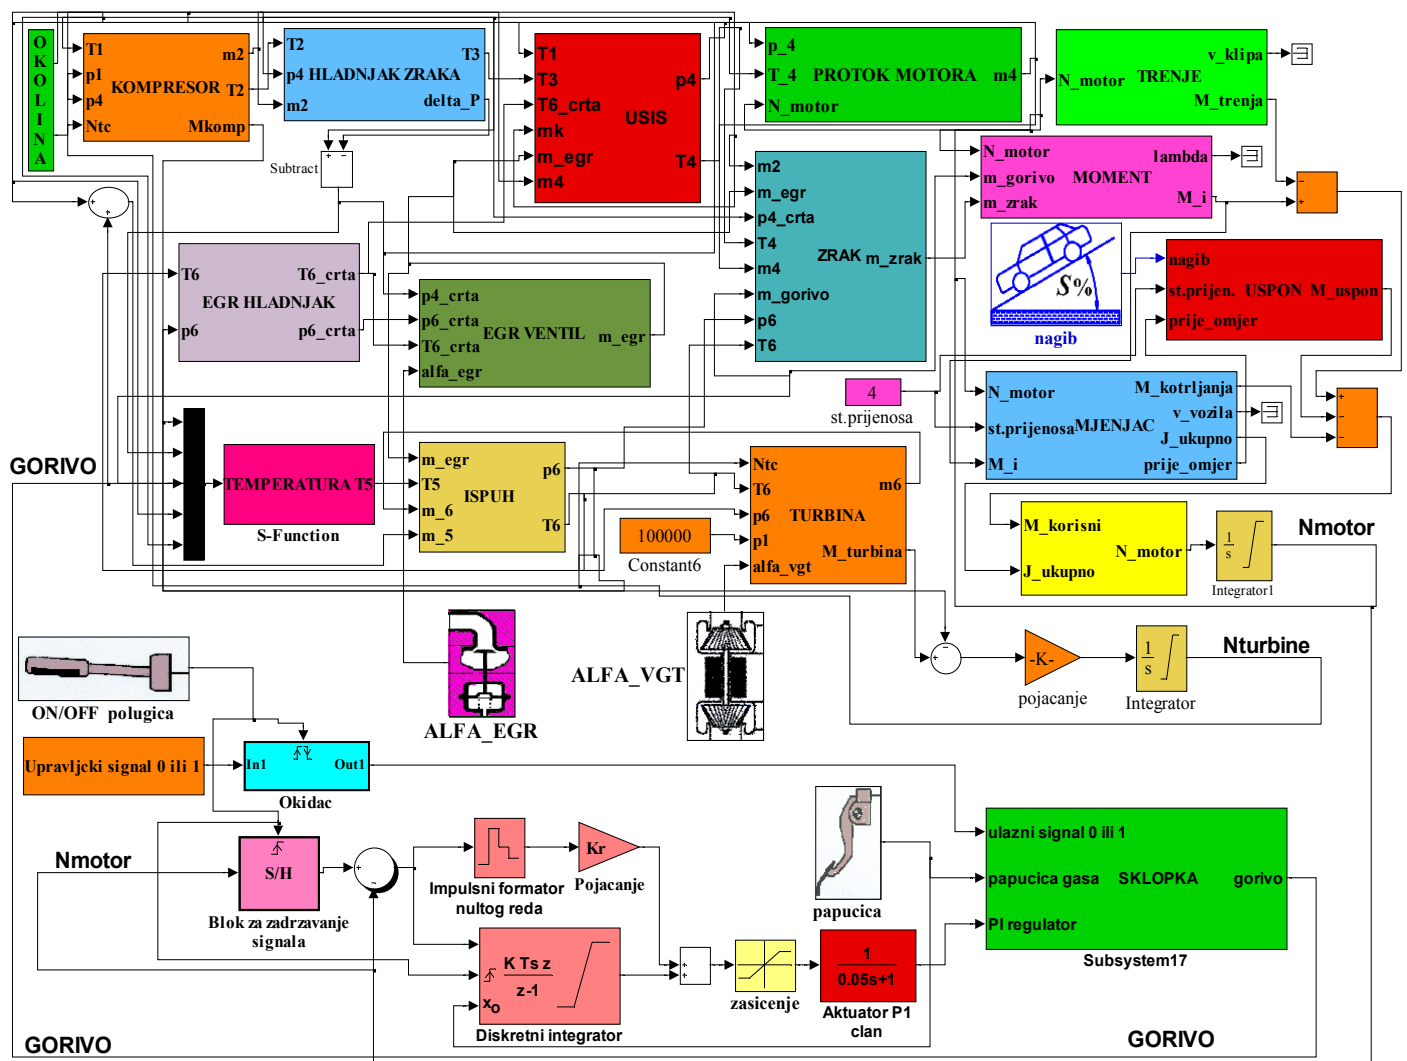 O
K
O
L
I
N
A
T1
p1
p4
Ntc
KOMPRESOR
m2
T2
Mkomp
T2
p4
m2
HLADNJAK ZRAKA
T3
delta_P
Subtract
+ -
T1
T3
T6_crta
mk
m_egr
m4
USIS
p4
T4
p_4
T_4
N_motor
PROTOK MOTORA
m4
N_motor
TRENJE
v_klipa
M_trenja
N_motor
m_gorivo
m_zrak
MOMENT
lambda
M_i
-
+
m2
m_egr
p4_crta
T4
m4
m_gorivo
p6
T6
ZRAK
m_zrak
S%
nagib
nagib
st.prijen.
prije_omjer
USPON
M_uspon
+
+
T6
p6
EGR HLADNJAK
T6_crta
p6_crta
p4_crta
p6_crta
T6_crta
alfa_egr
EGR VENTIL
m_egr
4
st.prijenosa
N_motor
st.prijenosa
M_i
MJENJAC
M_kotrljanja
v_vozila
J_ukupno
prije_omjer
+
-
-
GORIVO
TEMPERATURA T5
S-Function
m_egr
T5
m_6
m_5
ISPUH
p6
T6
100000
Constant6
Ntc
T6
p6
p1
alfa_vgt
TURBINA
m6
M_turbina
M_korisni
J_ukupno
N_motor
1
s
Integrator1
Nmotor
ON/OFF polugica
ALFA_EGR
ALFA_VGT
+
-
-K-
pojacanje
1
s
Integrator
Nturbine
Upravljcki signal 0 ili 1
In1
Out1
Okidac
Nmotor
S/H
Blok za zadrzavanje
signala
+
-
Impulsni formator
nultog reda
Kr
Pojacanje
K Ts z
z-1
xo
Diskretni integrator
+
+
zasicenje
1
0.05s+1
Aktuator P1
clan
papucica
ulazni signal 0 ili 1
papucica gasa
PI regulator
SKLOPKA
gorivo
Subsystem17
GORIVO
GORIVO